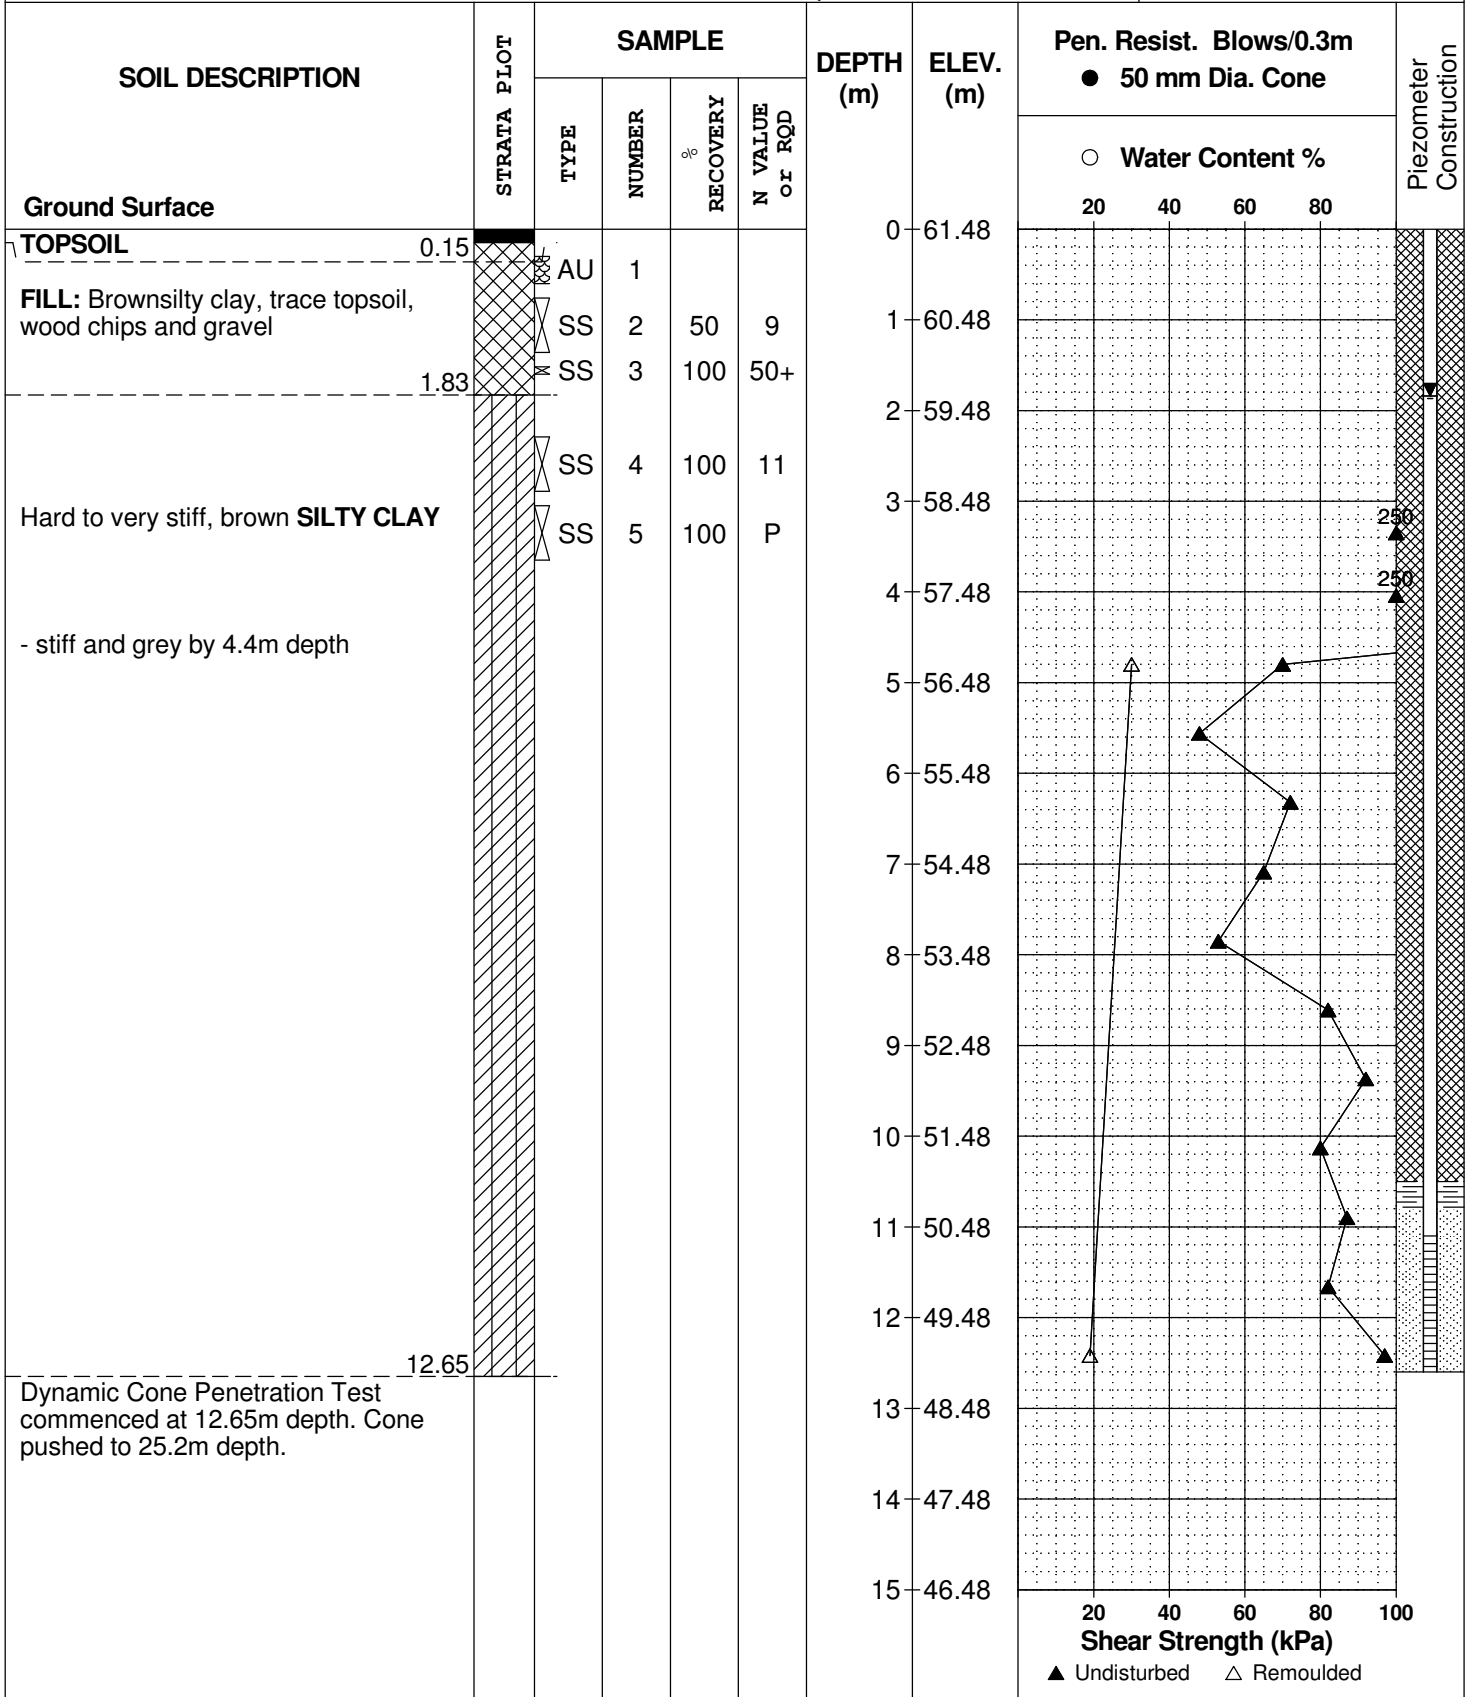 SOIL DESCRIPTION
Ground Surface
STRATA PLOT
SAMPLE
TYPE
NUMBER
%
RECOVERY
N VALUE
or RQD
DEPTH
(m)
ELEV.
(m)
Pen. Resist. Blows/0.3m
● 50 mm Dia. Cone
○ Water Content %
20 40 60 80
Piezometer
Construction
TOPSOIL 0.15
FILL: Brownsilty clay, trace topsoil,
wood chips and gravel
1.83
Hard to very stiff, brown SILTY CLAY
- stiff and grey by 4.4m depth
12.65
Dynamic Cone Penetration Test
commenced at 12.65m depth. Cone
pushed to 25.2m depth.
AU 1
SS 2 50 9
SS 3 100 50+
SS 4 100 11
SS 5 100 P
0 61.48
1 60.48
2 59.48
3 58.48
4 57.48
5 56.48
6 55.48
7 54.48
8 53.48
9 52.48
10 51.48
11 50.48
12 49.48
13 48.48
14 47.48
15 46.48
250
250
20 40 60 80 100
Shear Strength (kPa)
▲ Undisturbed △ Remoulded